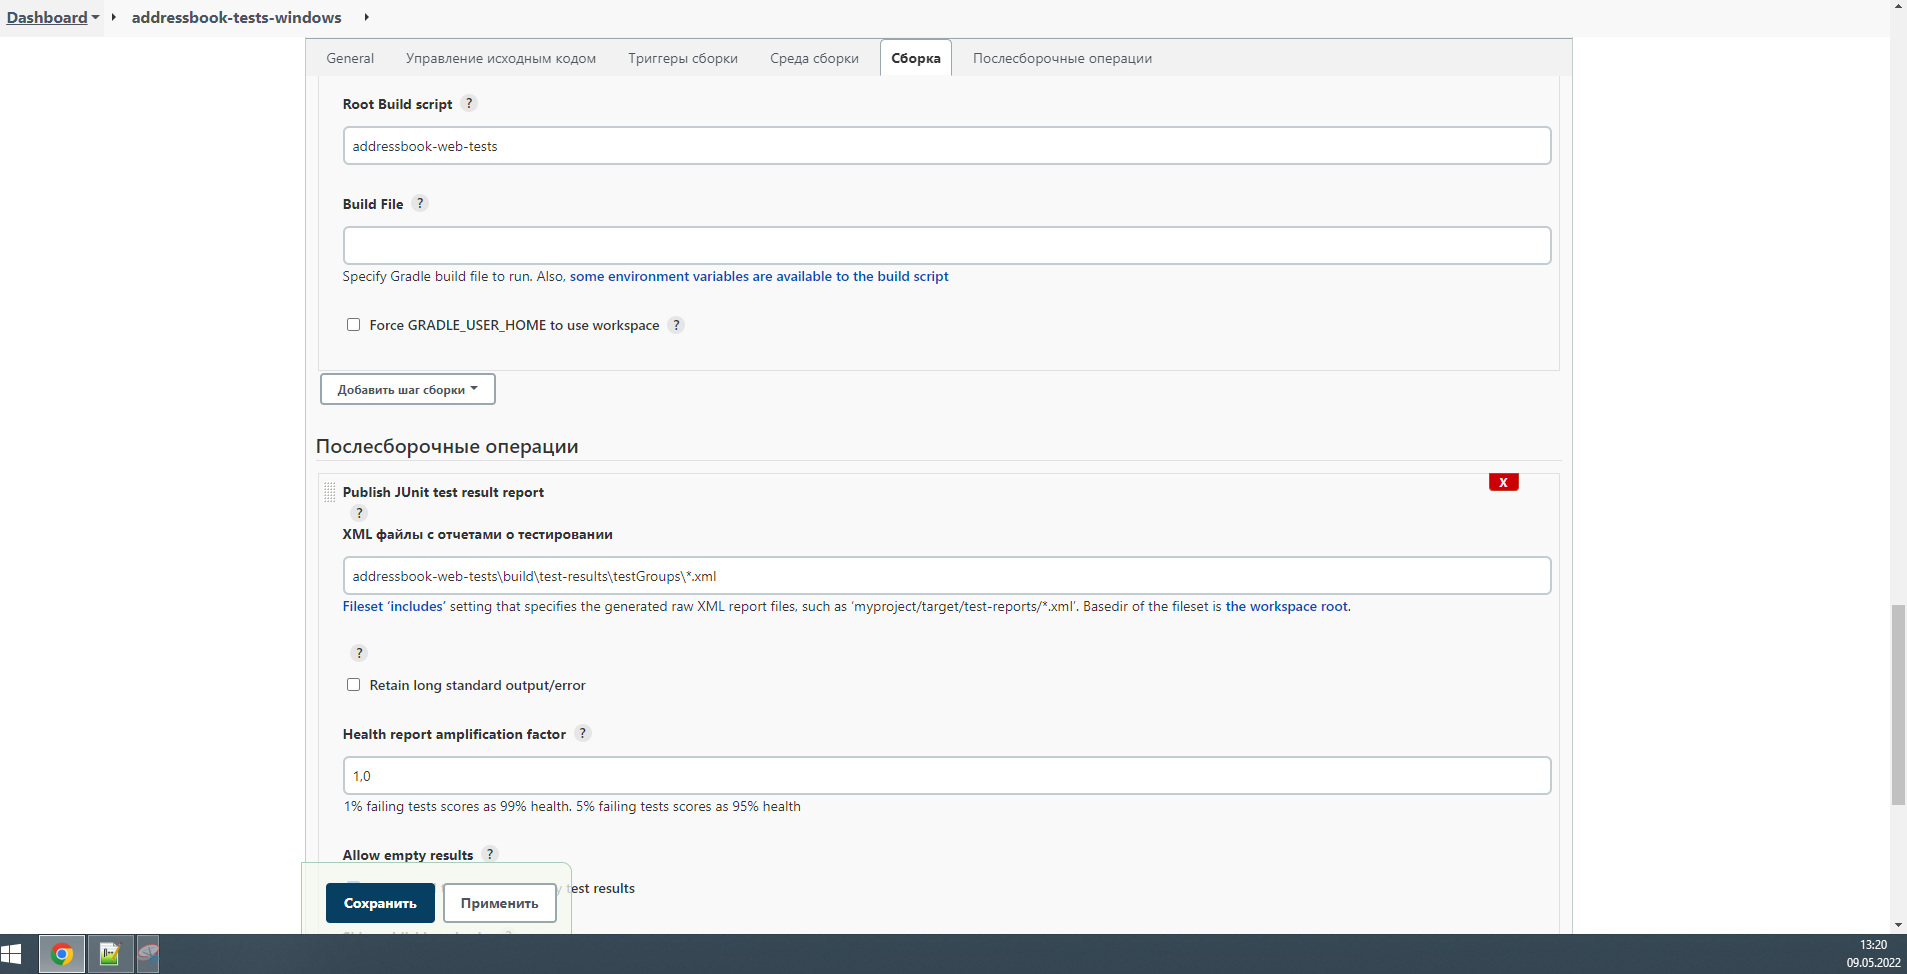 Dashboard addressbook-tests-windows
General Управление исходным кодом Триггеры сборки Среда сборки Сборка Послесборочные операции
Root Build script ?
addressbook-web-tests
Build File ?
Specify Gradle build file to run. Also, some environment variables are available to the build script
Force GRADLE_USER_HOME to use workspace ?
Добавить шаг сборки
Послесборочные операции
X
Publish JUnit test result report
?
XML файлы с отчетами о тестировании
addressbook-web-tests\build\test-results\testGroups\*.xml
Fileset ‘includes’ setting that specifies the generated raw XML report files, such as ‘myproject/target/test-reports/*.xml’. Basedir of the fileset is the workspace root.
?
Retain long standard output/error
Health report amplification factor ?
1,0
1% failing tests scores as 99% health. 5% failing tests scores as 95% health
Allow empty results ?
test results
Сохранить Применить
13:20
09.05.2022